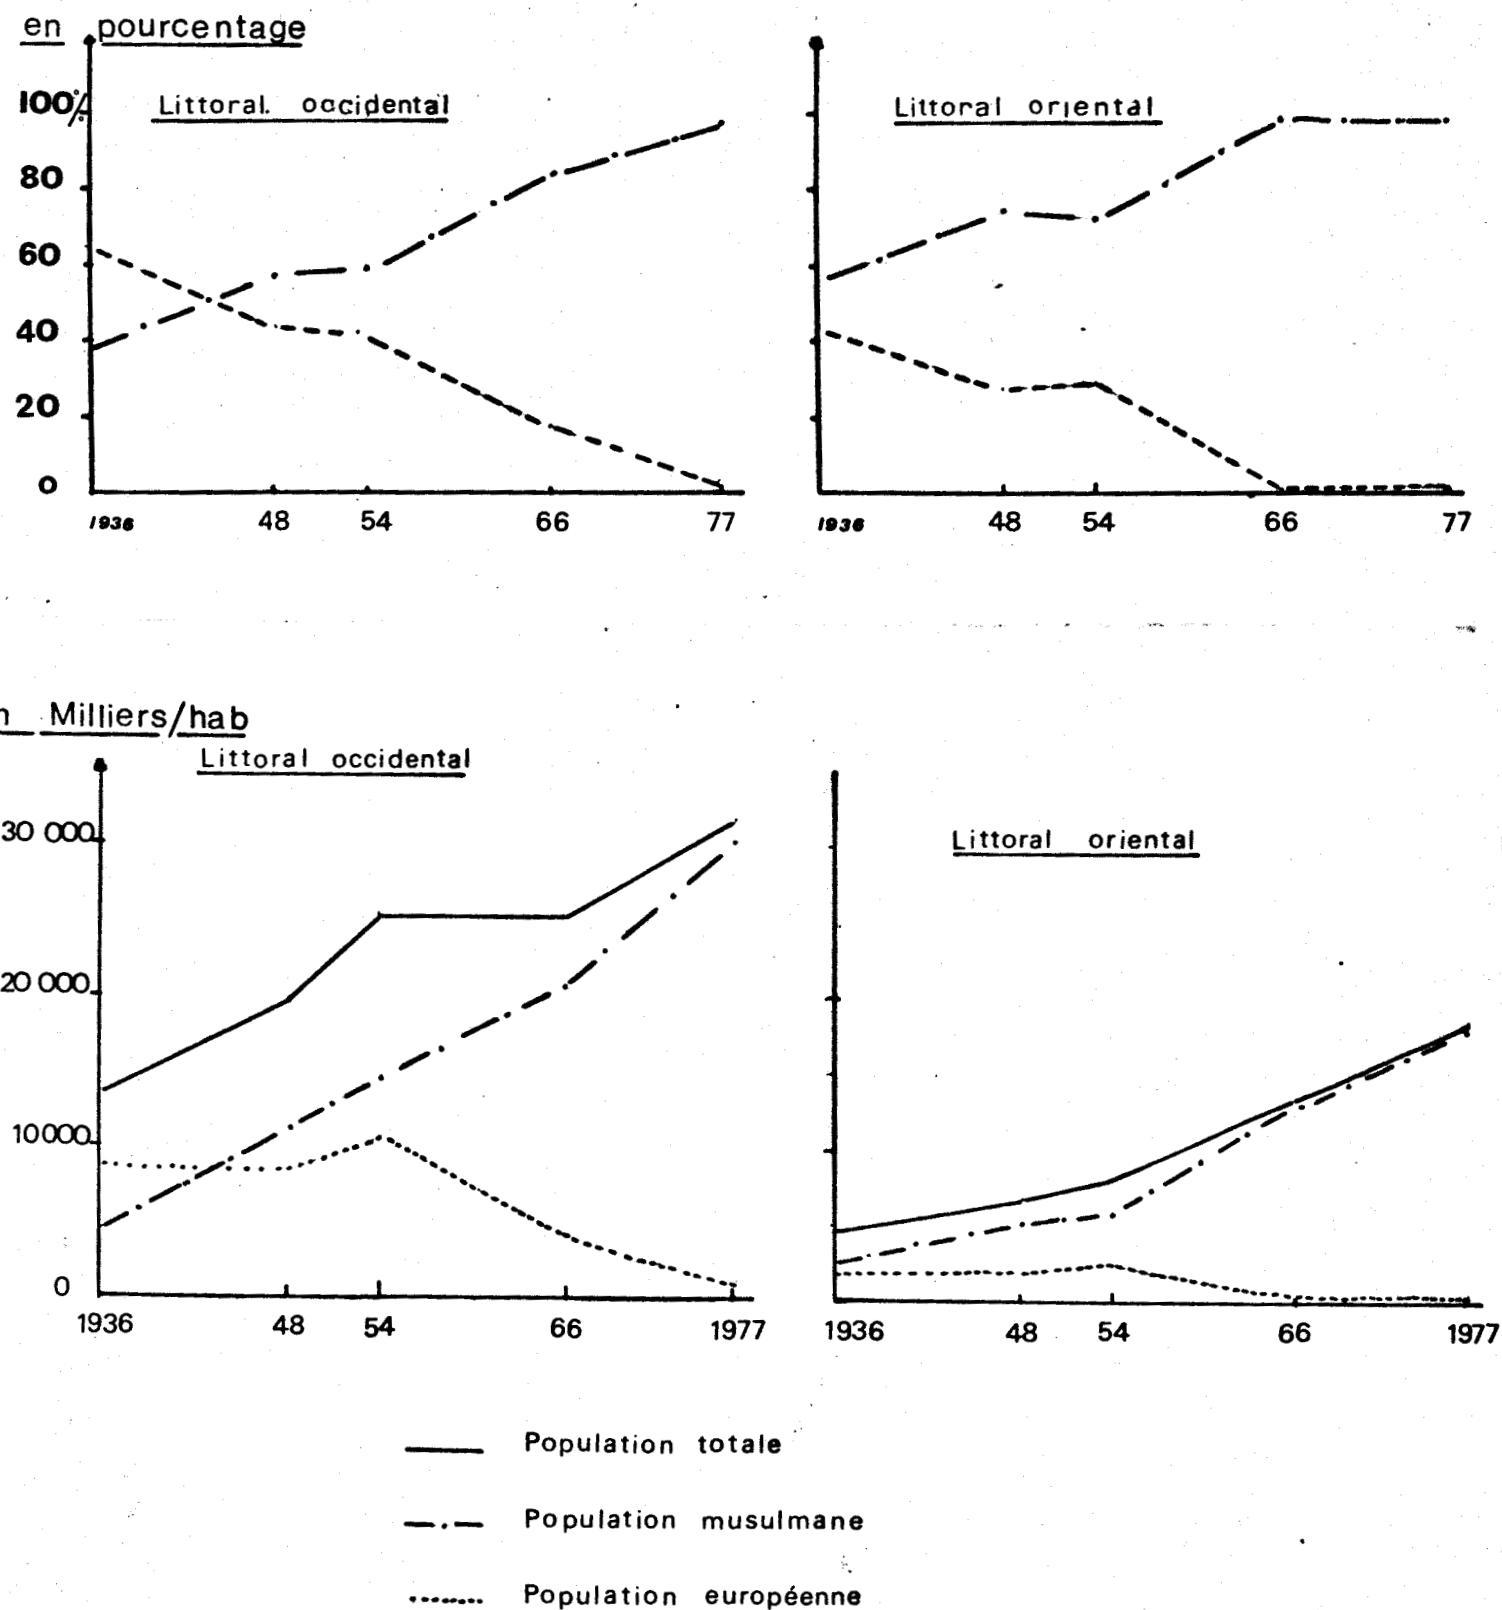 en pourcentage
Littoral. occidental
Littoral oriental
100%
80
60
40
20
0
1936 48 54 66 77
1936 48 54 66 77
n Milliers/hab
Littoral occidental
Littoral oriental
30 000
20 000
10000
0
1936 48 54 66 1977
1936 48 54 66 1977
Population totale
Population musulmane
Population européenne